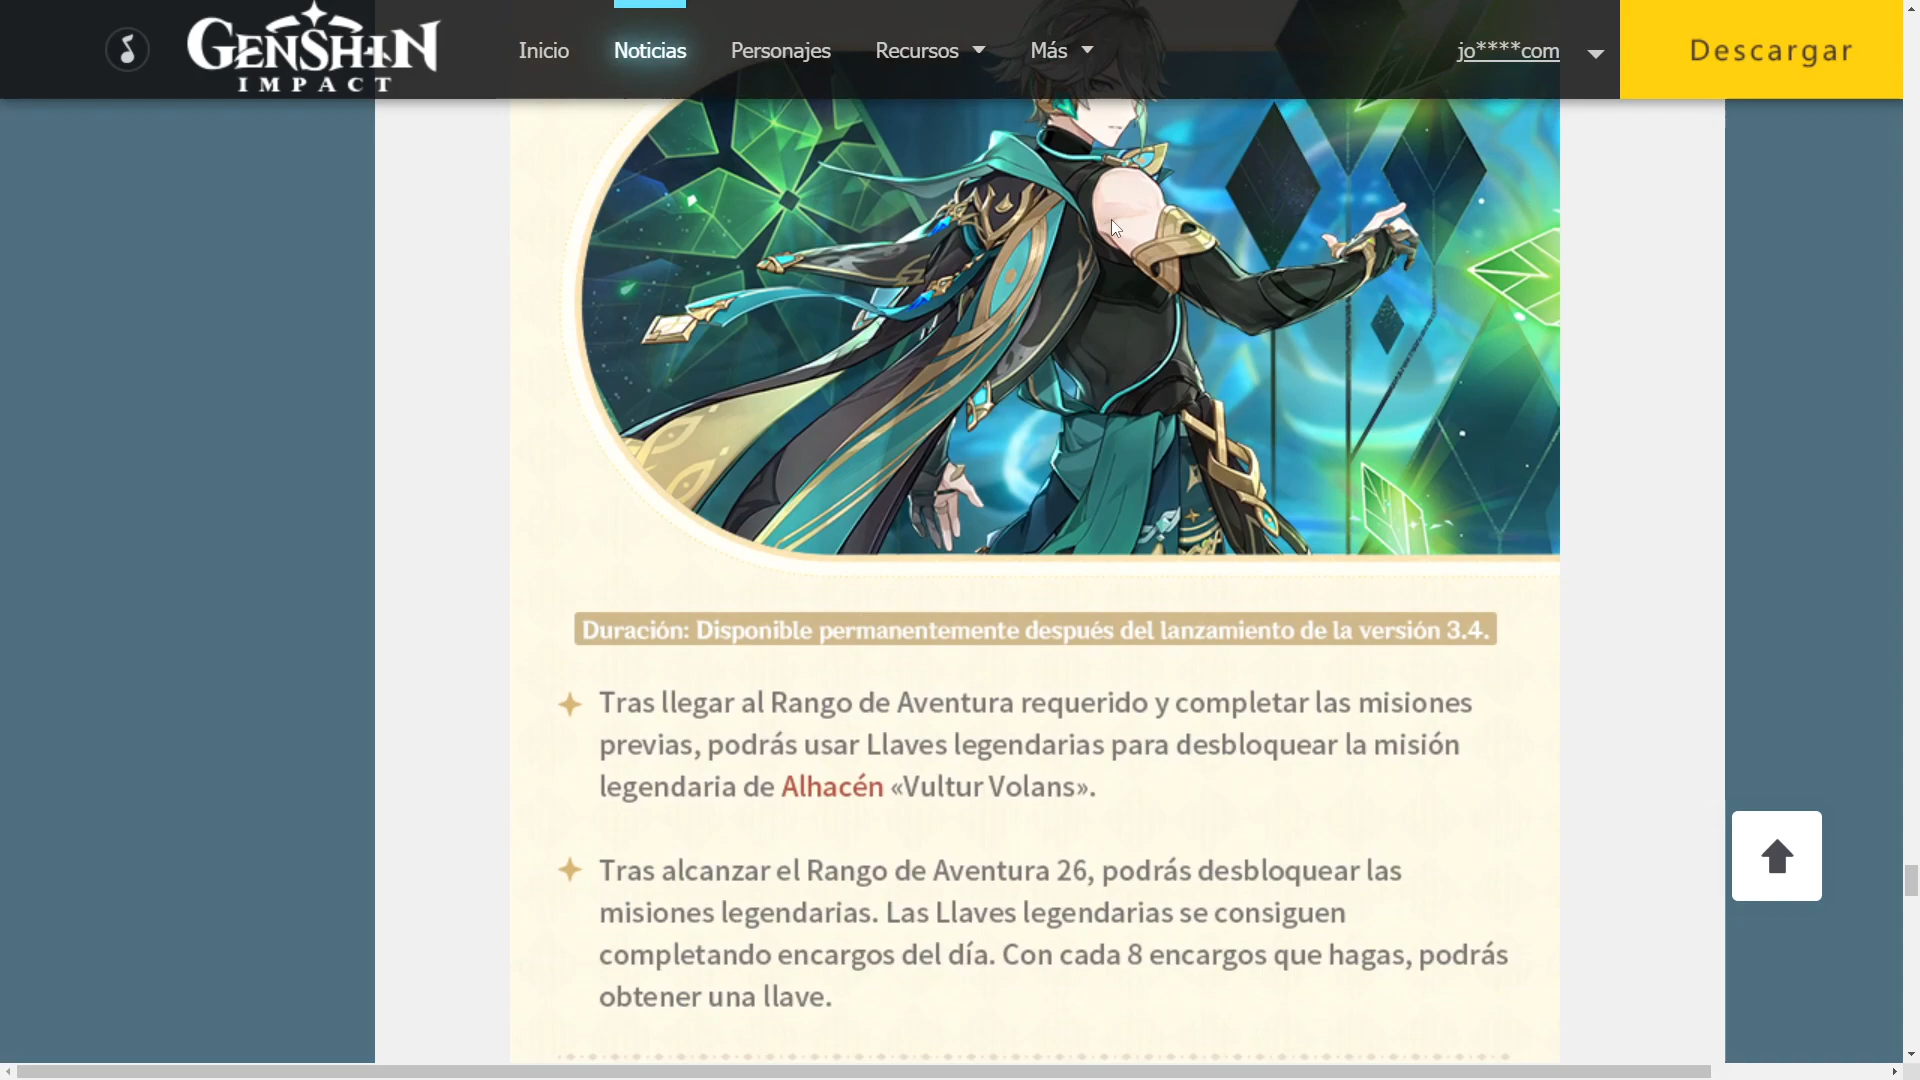 GENSHIN
IMPACT
Inicio
Noticias
Personajes
Recursos
Más
jo****com
Descargar
Duración: Disponible permanentemente después del lanzamiento de la versión 3.4.
Tras llegar al Rango de Aventura requerido y completar las misiones
previas, podrás usar Llaves legendarias para desbloquear la misión
legendaria de Alhacén «Vultur Volans».
Tras alcanzar el Rango de Aventura 26, podrás desbloquear las
misiones legendarias. Las Llaves legendarias se consiguen
completando encargos del día. Con cada 8 encargos que hagas, podrás
obtener una llave.